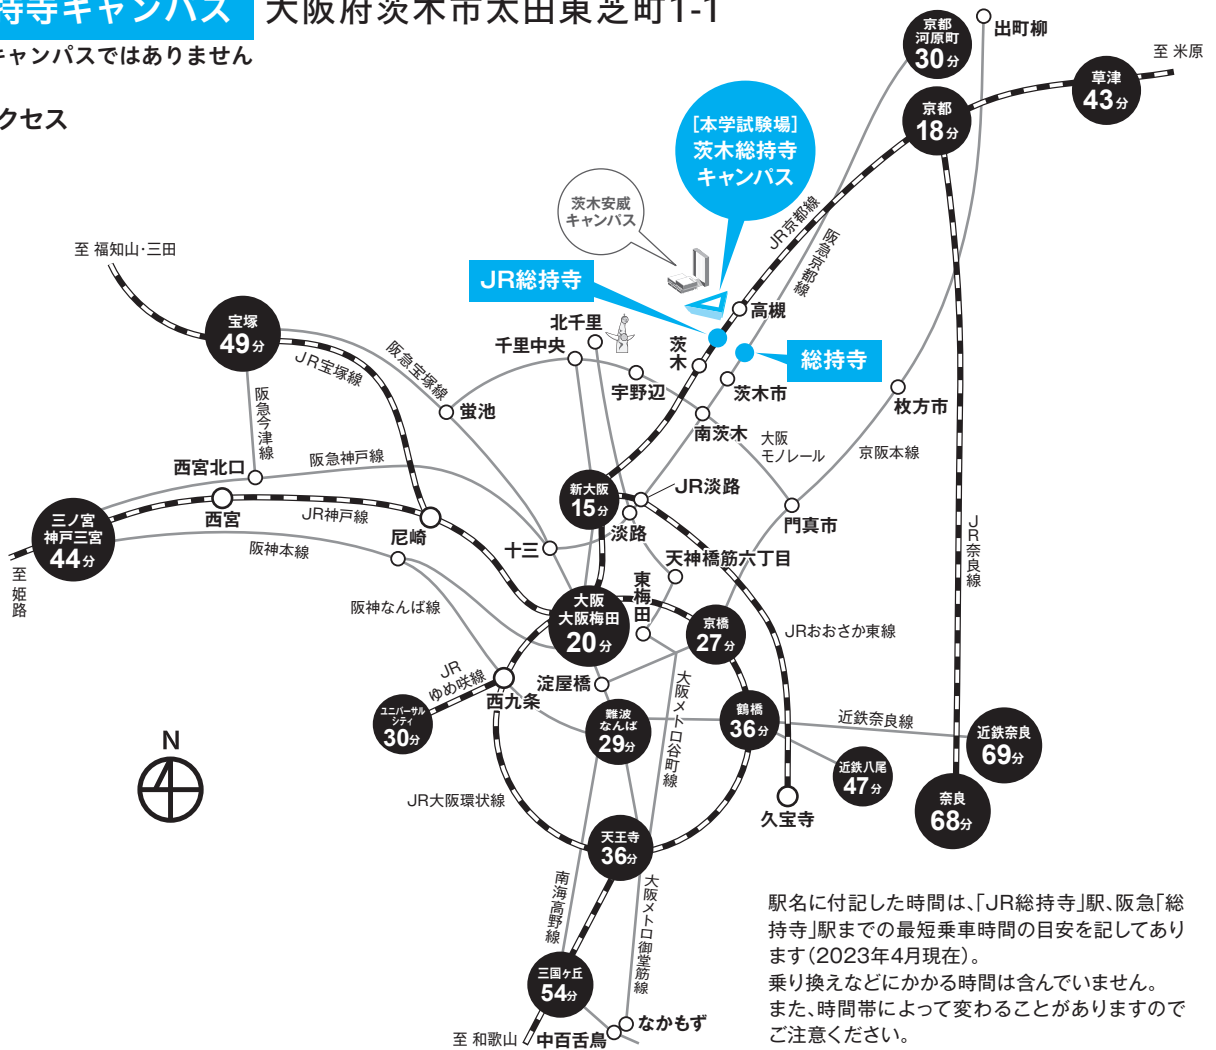 持寺キャンパス 大阪府茨木市太田東芝町1-1
キャンパスではありません
クセス
京都
河原町
30分
出町柳
至 米原
草津
43分
京都
18分
[本学試験場]
茨木総持寺
キャンパス
茨木安威
キャンパス
JR京都線
阪急京都線
至 福知山・三田
JR総持寺
高槻
宝塚
49分
JR宝塚線
阪急宝塚線
北千里
千里中央
茨木
総持寺
宇野辺
茨木市
枚方市
阪急今津線
蛍池
南茨木
大阪
モノレール
京阪本線
西宮北口
阪急神戸線
新大阪
15分
JR淡路
門真市
三ノ宮
神戸三宮
44分
西宮
JR神戸線
尼崎
十三
淡路
JR奈良線
阪神本線
天神橋筋六丁目
至 姫路
阪神なんば線
大阪
大阪梅田
20分
東梅田
京橋
27分
JRおおさか東線
JR
ゆめ咲線
淀屋橋
西九条
大阪メトロ谷町線
ユニバーサル
シティ
30分
難波
なんば
29分
鶴橋
36分
近鉄奈良線
近鉄奈良
69分
N
近鉄八尾
47分
JR大阪環状線
久宝寺
奈良
68分
天王寺
36分
南海高野線
大阪メトロ御堂筋線
三国ヶ丘
54分
なかもず
至 和歌山
中百舌鳥
駅名に付記した時間は、「JR総持寺」駅、阪急「総
持寺」駅までの最短乗車時間の目安を記してあり
ます(2023年4月現在)。
乗り換えなどにかかる時間は含んでいません。
また、時間帯によって変わることがありますので
ご注意ください。